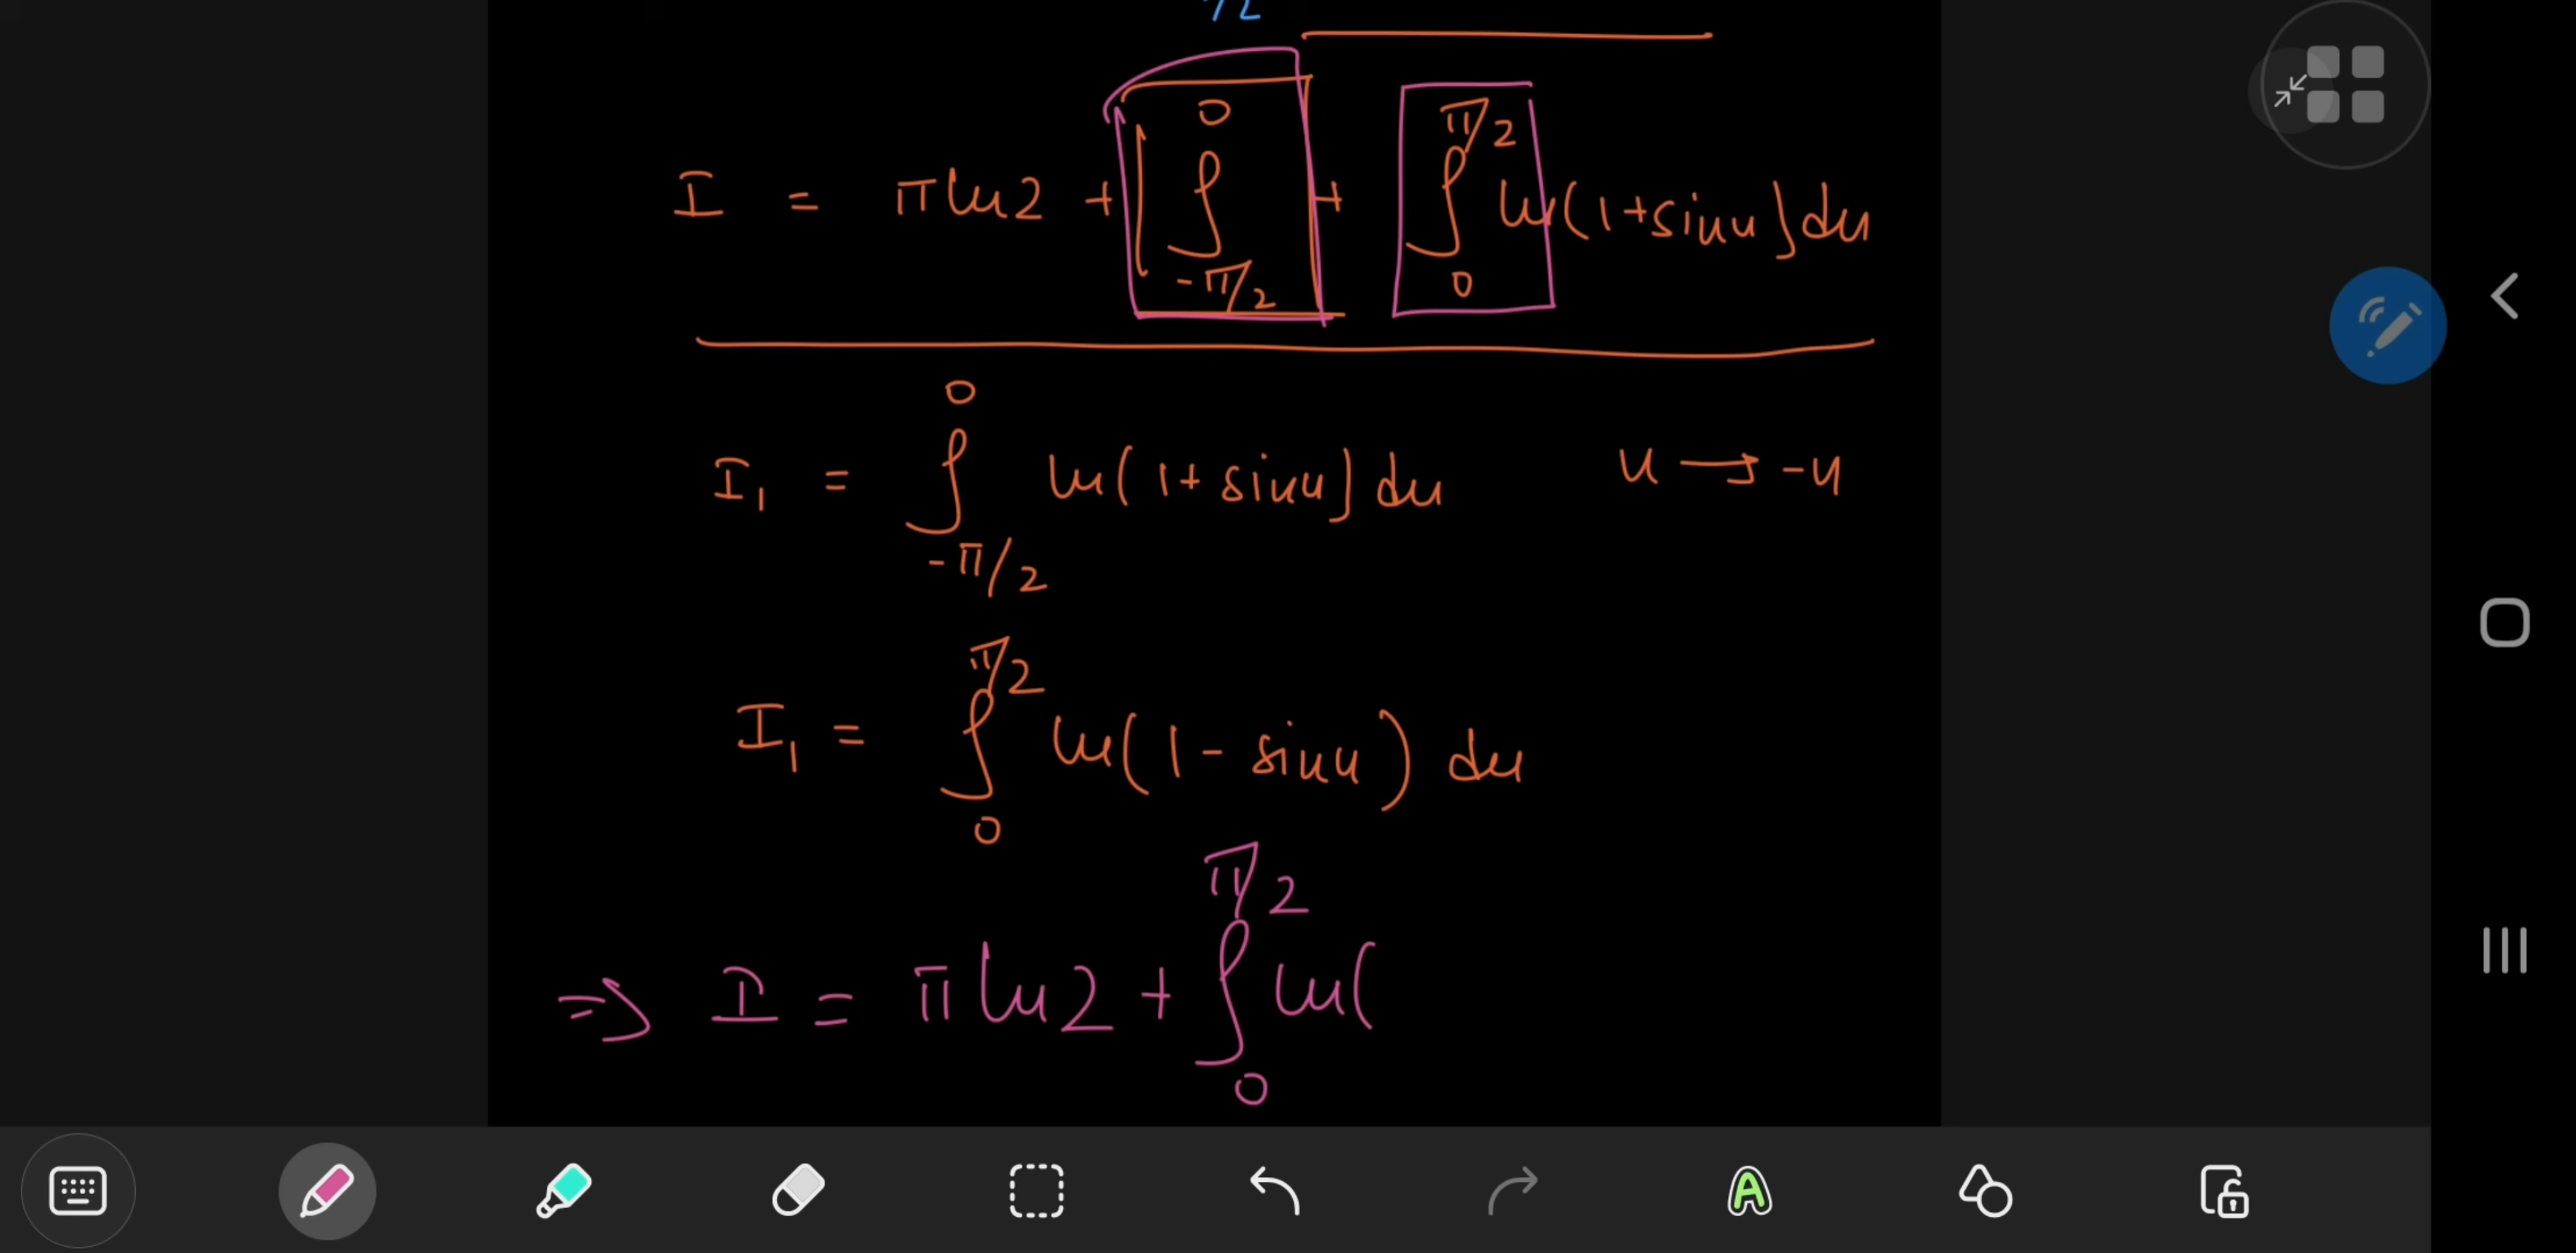 π/2
I = π ln2 + [ ∫_{-π/2}^{0} + ∫_{0}^{π/2} ln(1+sinu) du
I₁ = ∫_{-π/2}^{0} ln(1+sinu) du u → -u
I₁ = ∫_{0}^{π/2} ln(1 - sinu) du
⇒ I = π ln2 + ∫_{0}^{π/2} ln(
A